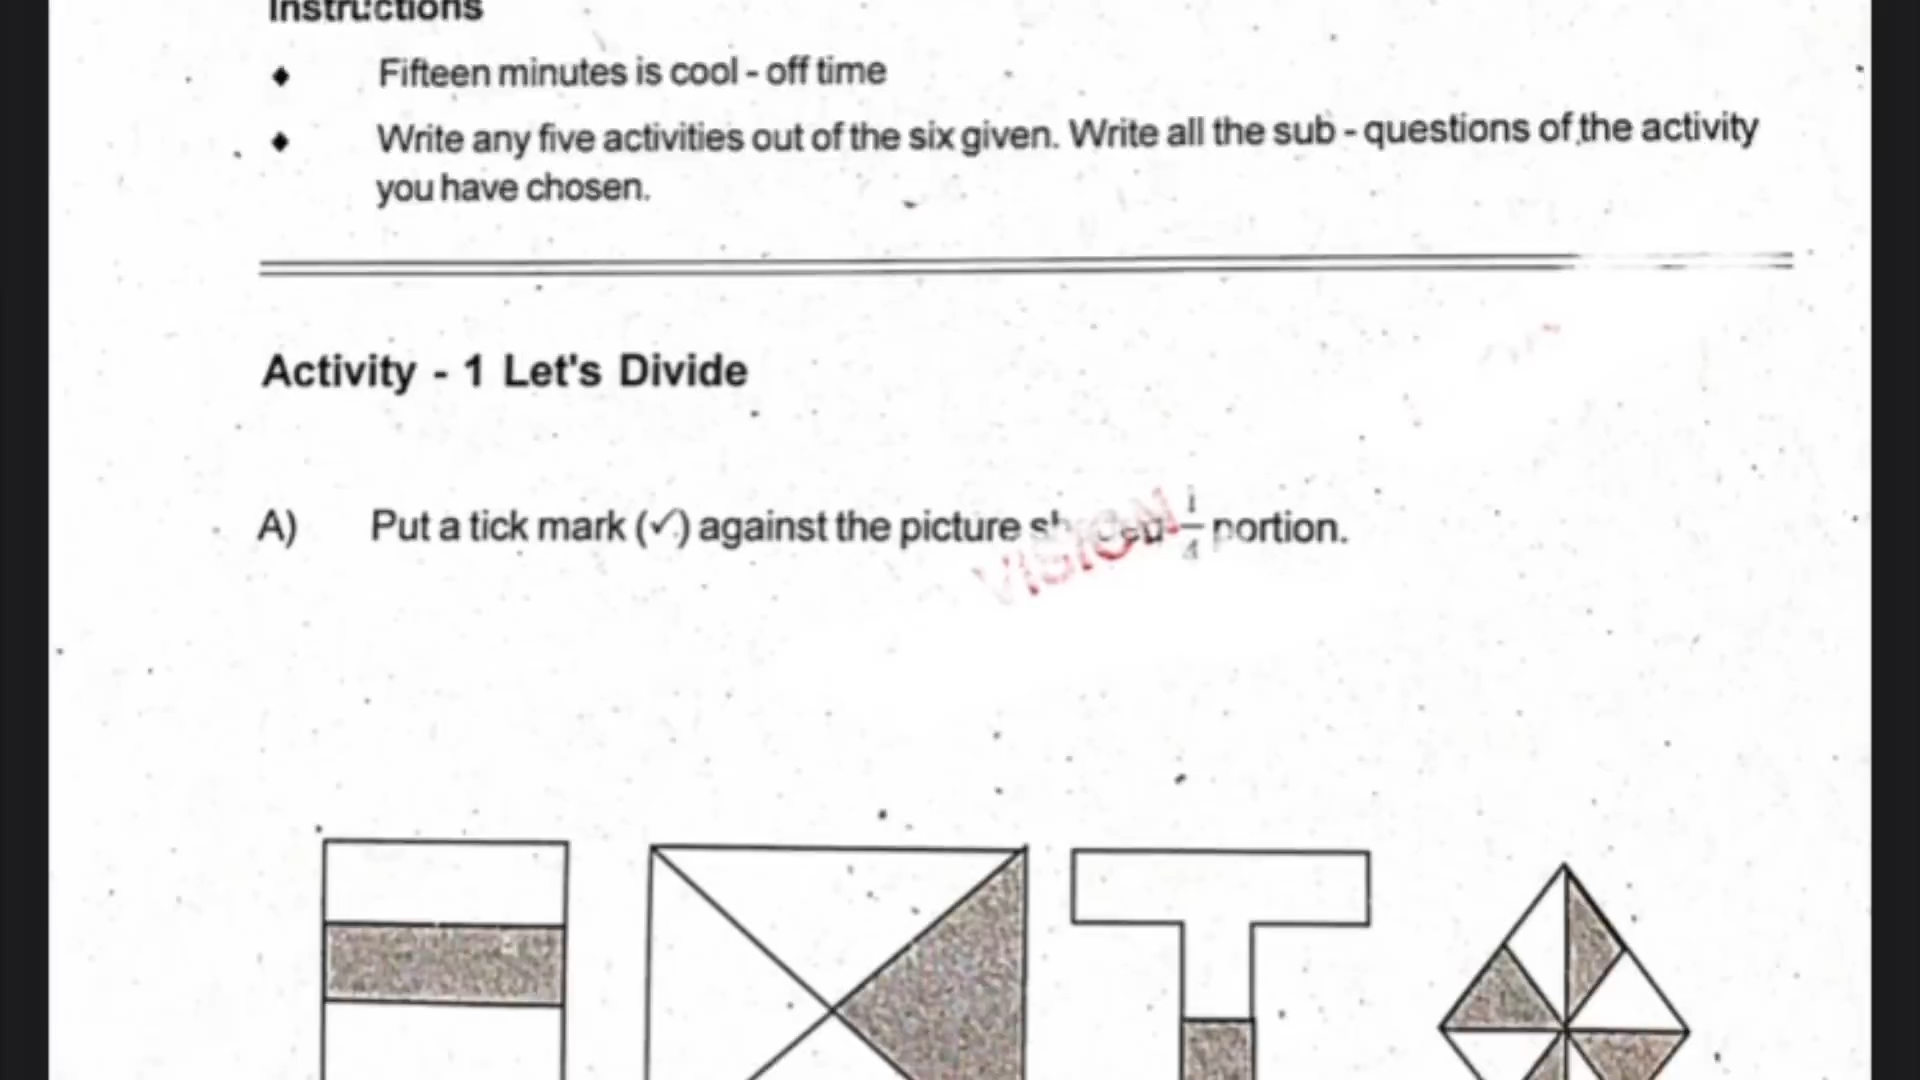 Instructions
♦ Fifteen minutes is cool - off time
♦ Write any five activities out of the six given. Write all the sub - questions of the activity
you have chosen.
Activity - 1 Let's Divide
A) Put a tick mark (✓) against the picture 1/4 portion.
VISION